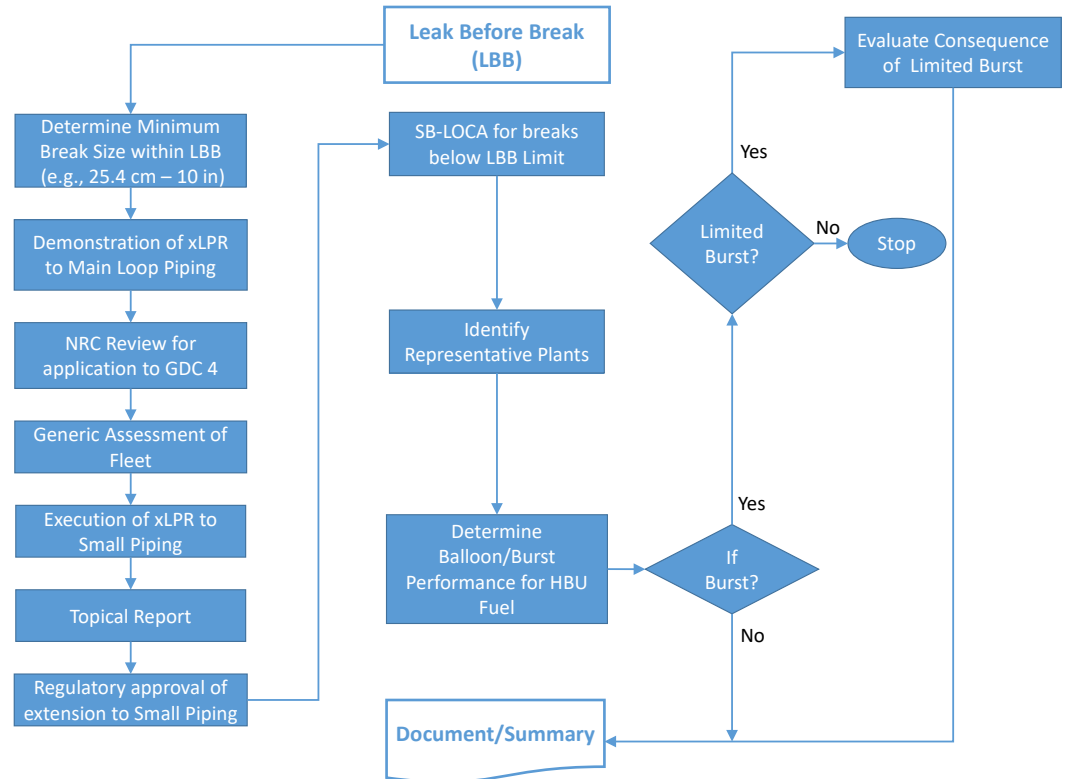 Leak Before Break
(LBB)
Determine Minimum
Break Size within LBB
(e.g., 25.4 cm – 10 in)
Demonstration of xLPR
to Main Loop Piping
NRC Review for
application to GDC 4
Generic Assessment of
Fleet
Execution of xLPR to
Small Piping
Topical Report
Regulatory approval of
extension to Small Piping
SB-LOCA for breaks
below LBB Limit
Identify
Representative Plants
Determine
Balloon/Burst
Performance for HBU
Fuel
If
Burst?
Yes
No
Limited
Burst?
Yes
No
Stop
Evaluate Consequence
of Limited Burst
Document/Summary